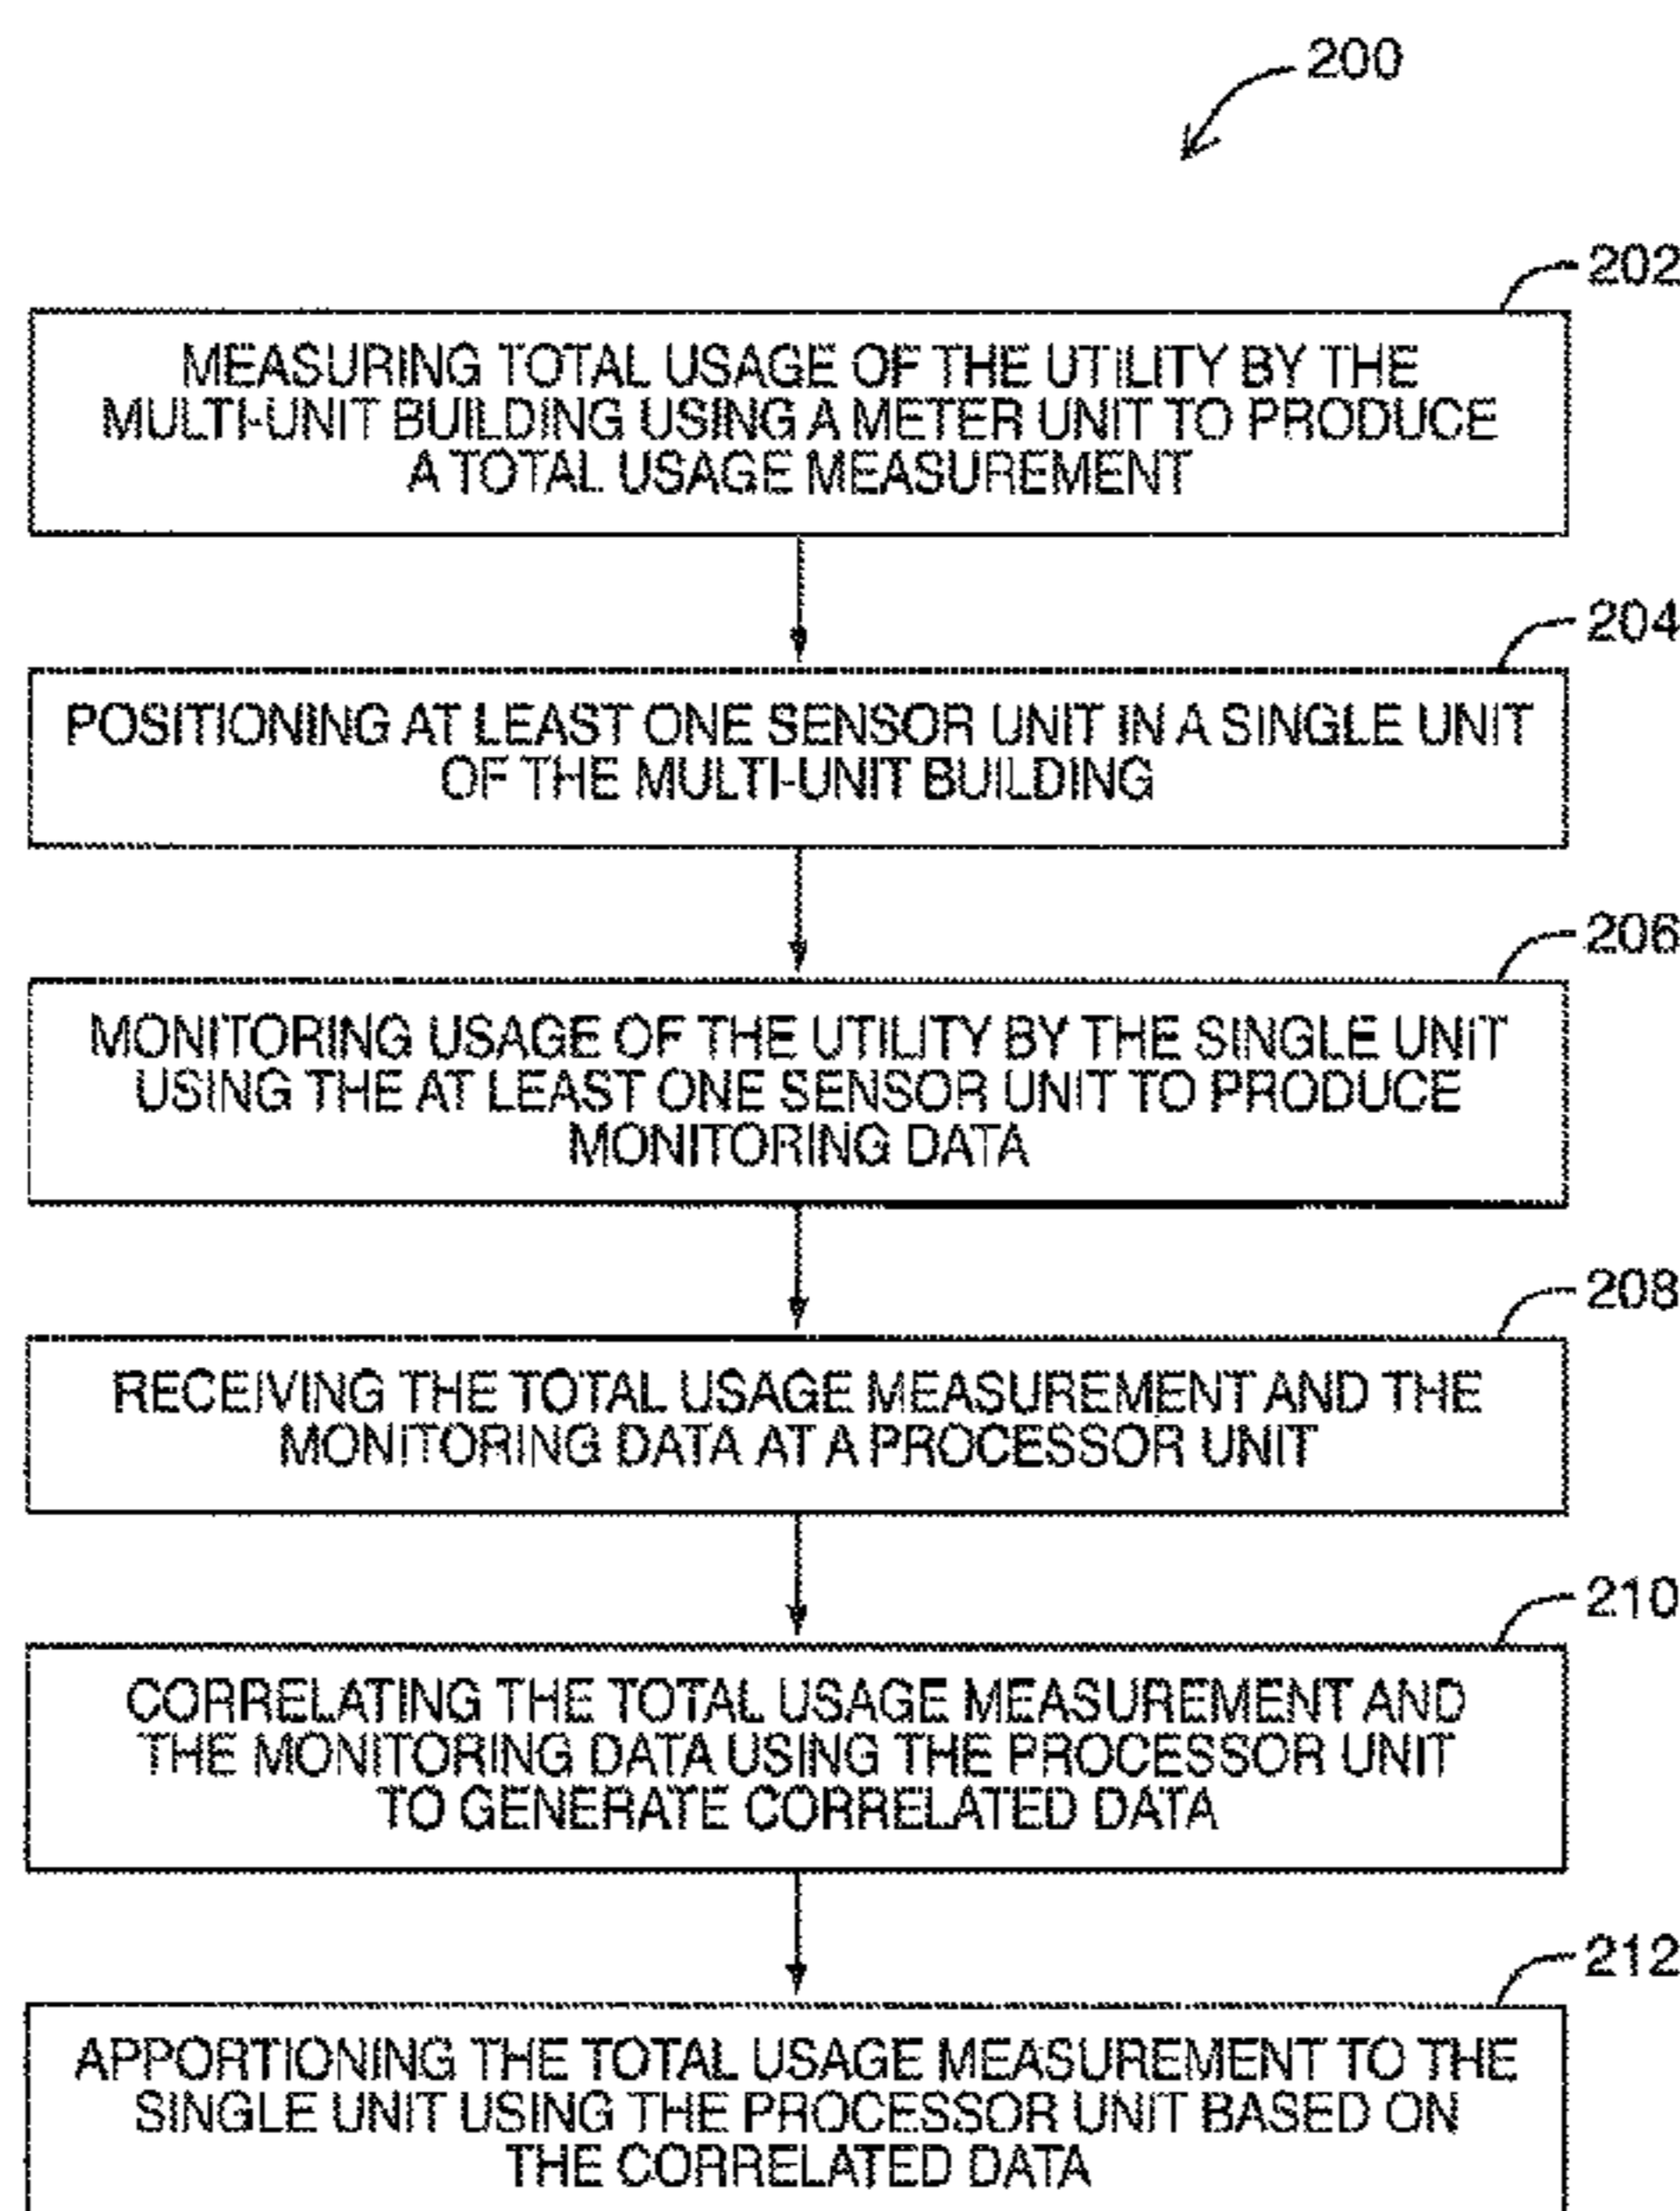 200
202
MEASURING TOTAL USAGE OF THE UTILITY BY THE
MULTI-UNIT BUILDING USING A METER UNIT TO PRODUCE
A TOTAL USAGE MEASUREMENT
204
POSITIONING AT LEAST ONE SENSOR UNIT IN A SINGLE UNIT
OF THE MULTI-UNIT BUILDING
206
MONITORING USAGE OF THE UTILITY BY THE SINGLE UNIT
USING THE AT LEAST ONE SENSOR UNIT TO PRODUCE
MONITORING DATA
208
RECEIVING THE TOTAL USAGE MEASUREMENT AND THE
MONITORING DATA AT A PROCESSOR UNIT
210
CORRELATING THE TOTAL USAGE MEASUREMENT AND
THE MONITORING DATA USING THE PROCESSOR UNIT
TO GENERATE CORRELATED DATA
212
APPORTIONING THE TOTAL USAGE MEASUREMENT TO THE
SINGLE UNIT USING THE PROCESSOR UNIT BASED ON
THE CORRELATED DATA